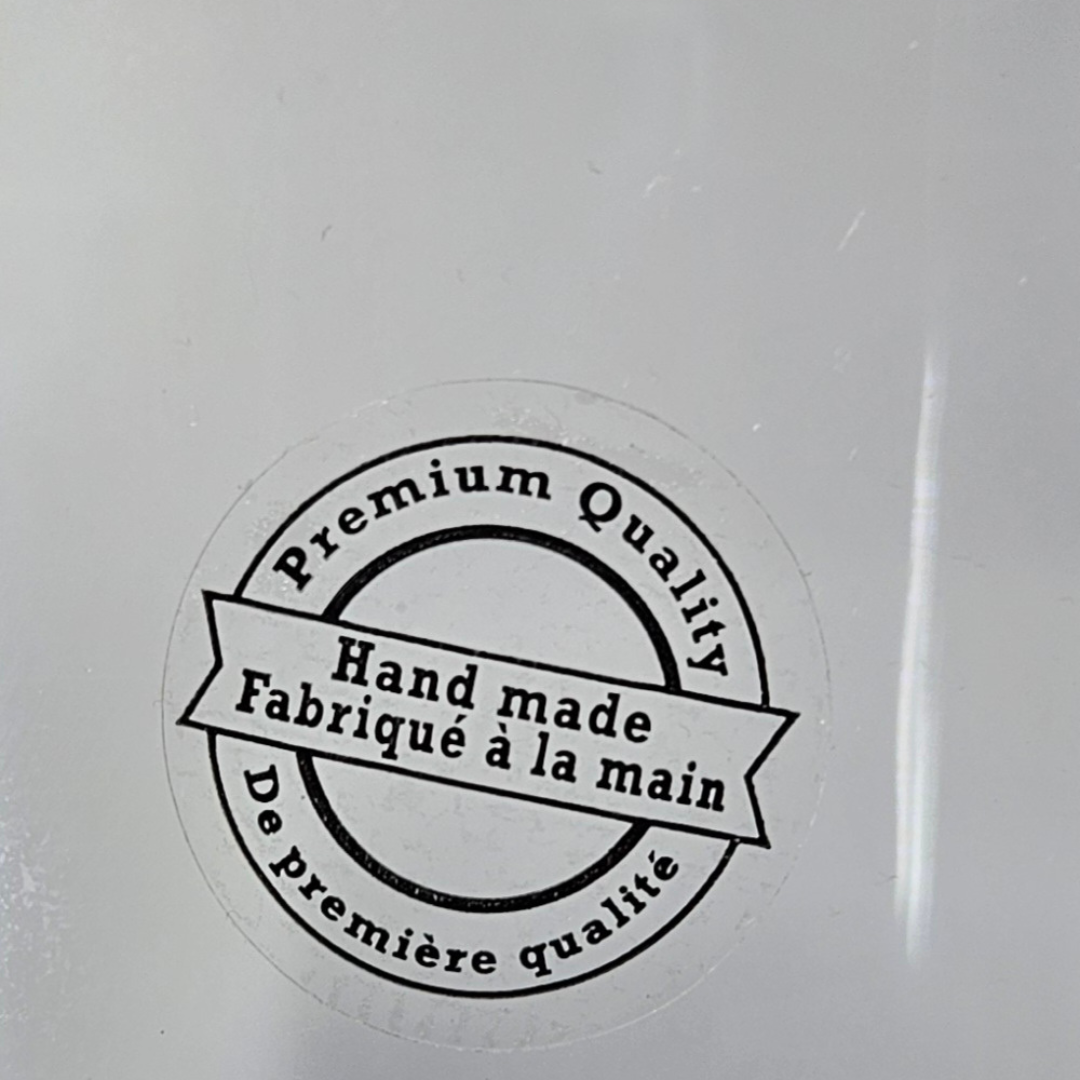 Premium Quality
Hand made
Fabriqué à la main
De première qualité